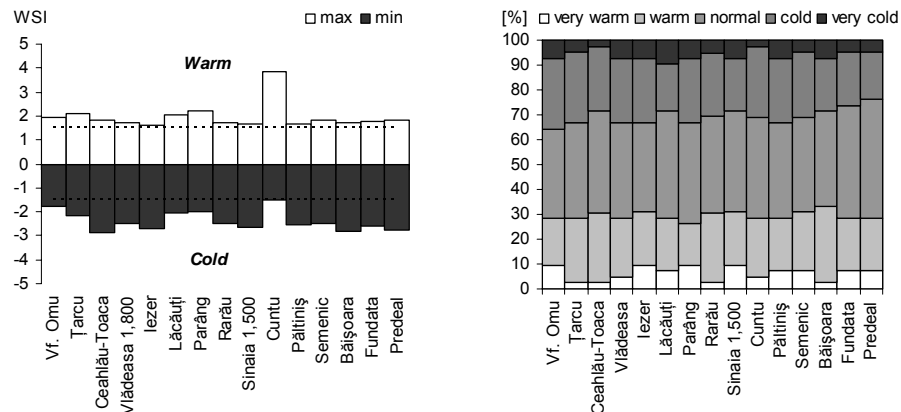 WSI
max
min
5
4
3
2
1
0
-1
-2
-3
-4
-5
Warm
Cold
Vf. Omu
Țarcu
Ceahlău-Toaca
Vlădeasa 1,800
Iezer
Lăcăuți
Parâng
Rarău
Sinaia 1,500
Cuntu
Păltiniș
Semenic
Băișoara
Fundata
Predeal
[%]
very warm
warm
normal
cold
very cold
100
90
80
70
60
50
40
30
20
10
0
Vf. Omu
Țarcu
Ceahlău-Toaca
Vlădeasa
Iezer
Lăcăuți
Parâng
Rarău
Sinaia 1,500
Cuntu
Păltiniș
Semenic
Băișoara
Fundata
Predeal